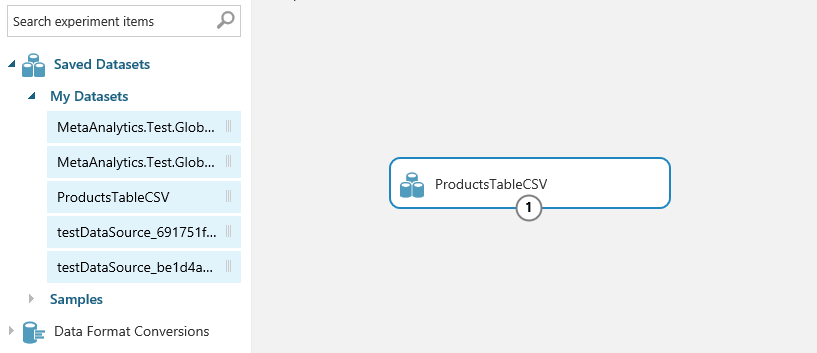 Search experiment items
Saved Datasets
My Datasets
MetaAnalytics.Test.Glob...
MetaAnalytics.Test.Glob...
ProductsTableCSV
testDataSource_691751f...
testDataSource_be1d4a...
Samples
Data Format Conversions
ProductsTableCSV
1